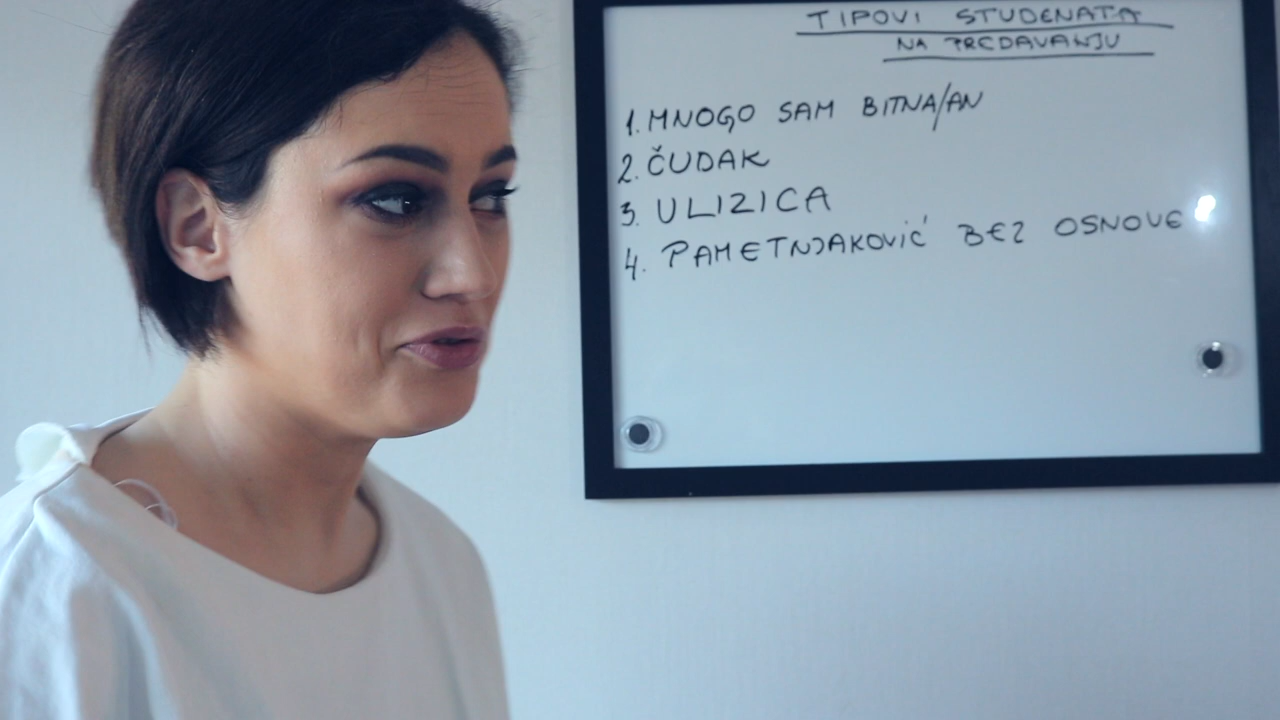 TIPOVI STUDENATA
NA PREDAVANJU
1. MNOGO SAM BITNA/AN
2. ČUDAK
3. ULIZICA
4. PAMETNJAKOVIĆ BEZ OSNOVE